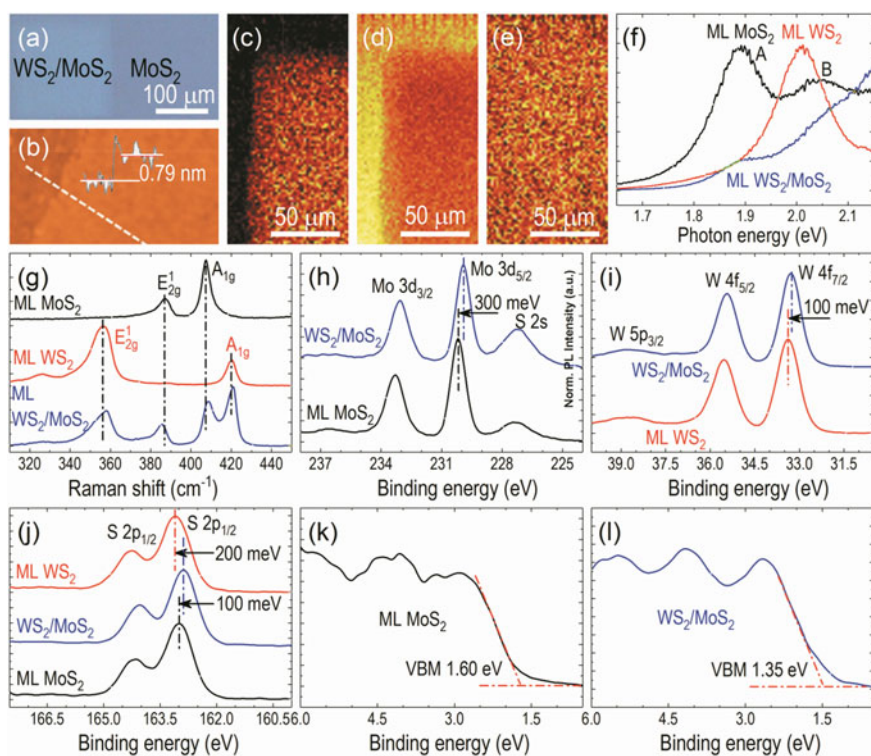 (a)
WS₂/MoS₂ MoS₂
100 μm
(b)
0.79 nm
(c)
50 μm
(d)
50 μm
(e)
50 μm
(f)
ML MoS₂
A
ML WS₂
B
ML WS₂/MoS₂
1.7 1.8 1.9 2.0 2.1
Photon energy (eV)
(g)
ML MoS₂
E¹₂g
A₁g
ML WS₂
E¹₂g
A₁g
ML
WS₂/MoS₂
320 340 360 380 400 420 440
Raman shift (cm⁻¹)
(h)
Mo 3d₃/₂
Mo 3d₅/₂
300 meV
S 2s
WS₂/MoS₂
ML MoS₂
237 234 231 228 225
Binding energy (eV)
Norm. PL Intensity (a.u.)
(i)
W 4f₅/₂
W 4f₇/₂
W 5p₃/₂
100 meV
WS₂/MoS₂
ML WS₂
39.0 37.5 36.0 34.5 33.0 31.5
Binding energy (eV)
(j)
S 2p₁/₂
S 2p₁/₂
ML WS₂
200 meV
WS₂/MoS₂
100 meV
ML MoS₂
166.5 165.0 163.5 162.0 160.5
Binding energy (eV)
(k)
ML MoS₂
VBM 1.60 eV
6.0 4.5 3.0 1.5
Binding energy (eV)
(l)
WS₂/MoS₂
VBM 1.35 eV
6.0 4.5 3.0 1.5
Binding energy (eV)